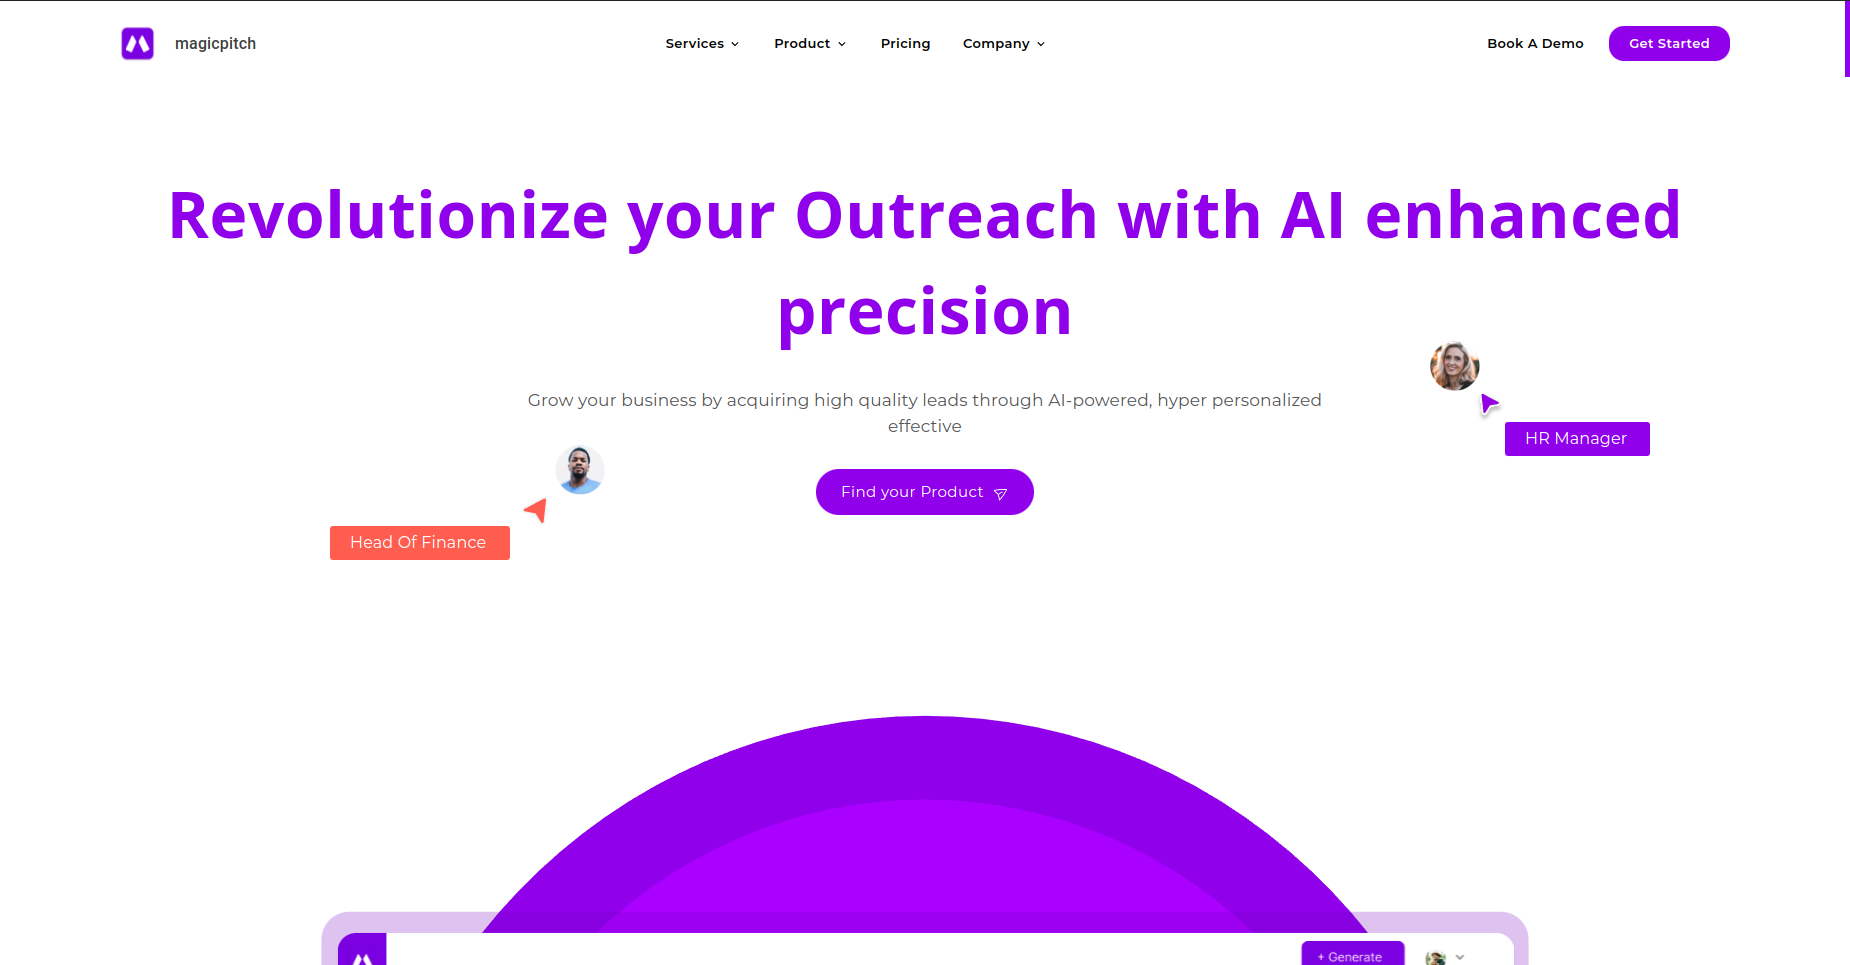 magicpitch
Services Product Pricing Company
Book A Demo
Get Started
Revolutionize your Outreach with AI enhanced
precision
Grow your business by acquiring high quality leads through AI-powered, hyper personalized
effective
HR Manager
Find your Product
Head Of Finance
+ Generate